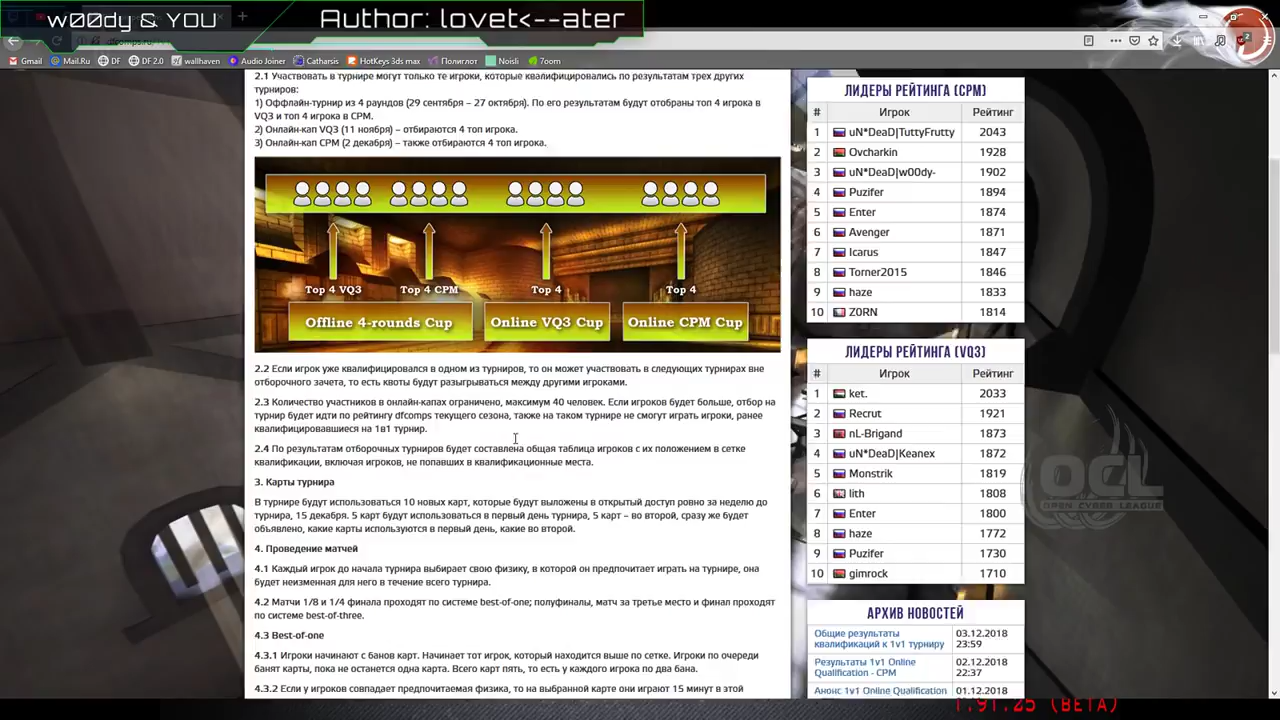 w00dy & YOU
Author: lovet<--ater
Gmail
Mail.Ru
DF
DF 2.0
wallhaven
Audio Joiner
Catharsis
HotKeys 3ds max
Полиглот
Noisli
7oom
2.1 Участвовать в турнире могут только те игроки, которые квалифицировались по результатам трех других
турниров:
1) Оффлайн-турнир из 4 раундов (29 сентября – 27 октября). По его результатам будут отобраны топ 4 игрока в
VQ3 и топ 4 игрока в CPM.
2) Онлайн-кап VQ3 (11 ноября) – отбираются 4 топ игрока.
3) Онлайн-кап CPM (2 декабря) – также отбираются 4 топ игрока.
Top 4 VQ3
Top 4 CPM
Top 4
Top 4
Offline 4-rounds Cup
Online VQ3 Cup
Online CPM Cup
2.2 Если игрок уже квалифицировался в одном из турниров, то он может участвовать в следующих турнирах вне
отборочного зачета, то есть квоты будут разыгрываться между другими игроками.
2.3 Количество участников в онлайн-капах ограничено, максимум 40 человек. Если игроков будет больше, отбор на
турнир будет идти по рейтингу dfcomps текущего сезона, также на таком турнире не смогут играть игроки, ранее
квалифицировавшиеся на 1в1 турнир.
2.4 По результатам отборочных турниров будет составлена общая таблица игроков с их положением в сетке
квалификации, включая игроков, не попавших в квалификационные места.
3. Карты турнира
В турнире будут использоваться 10 новых карт, которые будут выложены в открытый доступ ровно за неделю до
турнира, 15 декабря. 5 карт будут использоваться в первый день турнира, 5 карт – во второй, сразу же будет
объявлено, какие карты используются в первый день, какие во второй.
4. Проведение матчей
4.1 Каждый игрок до начала турнира выбирает свою физику, в которой он предпочитает играть на турнире, она
будет неизменная для него в течение всего турнира.
4.2 Матчи 1/8 и 1/4 финала проходят по системе best-of-one; полуфиналы, матч за третье место и финал проходят
по системе best-of-three.
4.3 Best-of-one
4.3.1 Игроки начинают с банов карт. Начинает тот игрок, который находится выше по сетке. Игроки по очереди
банят карты, пока не останется одна карта. Всего карт пять, то есть у каждого игрока по два бана.
4.3.2 Если у игроков совпадает предпочитаемая физика, то на выбранной карте они играют 15 минут в этой
ЛИДЕРЫ РЕЙТИНГА (CPM)
# Игрок Рейтинг
1 uN*DeaD|TuttyFrutty 2043
2 Ovcharkin 1928
3 uN*DeaD|w00dy- 1902
4 Puzifer 1894
5 Enter 1874
6 Avenger 1871
7 Icarus 1847
8 Torner2015 1846
9 haze 1833
10 Z0RN 1814
ЛИДЕРЫ РЕЙТИНГА (VQ3)
# Игрок Рейтинг
1 ket. 2033
2 Recrut 1921
3 nL-Brigand 1873
4 uN*DeaD|Keanex 1872
5 Monstrik 1819
6 lith 1808
7 Enter 1800
8 haze 1772
9 Puzifer 1730
10 gimrock 1710
OCL
OPEN CYBER LEAGUE
АРХИВ НОВОСТЕЙ
Общие результаты 03.12.2018
квалификаций к 1v1 турниру 23:59
Результаты 1v1 Online 02.12.2018
Qualification - CPM 22:37
Анонс 1v1 Online Qualification 01.12.2018
1.91.25 (BETA)